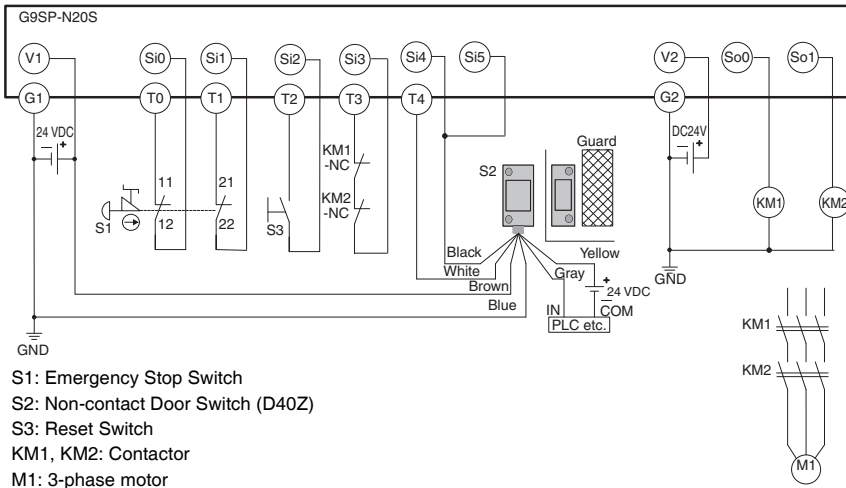 G9SP-N20S
V1 Si0 Si1 Si2 Si3 Si4 Si5 V2 So0 So1
G1 T0 T1 T2 T3 T4 G2
24 VDC
+
DC24V
+
Guard
S2
KM1
-NC
KM2
-NC
11
12
21
22
S1
S3
KM1
KM2
Black
White
Brown
Blue
Yellow
Gray
+
24 VDC
IN
COM
PLC etc.
GND
GND
KM1
KM2
M1
S1: Emergency Stop Switch
S2: Non-contact Door Switch (D40Z)
S3: Reset Switch
KM1, KM2: Contactor
M1: 3-phase motor